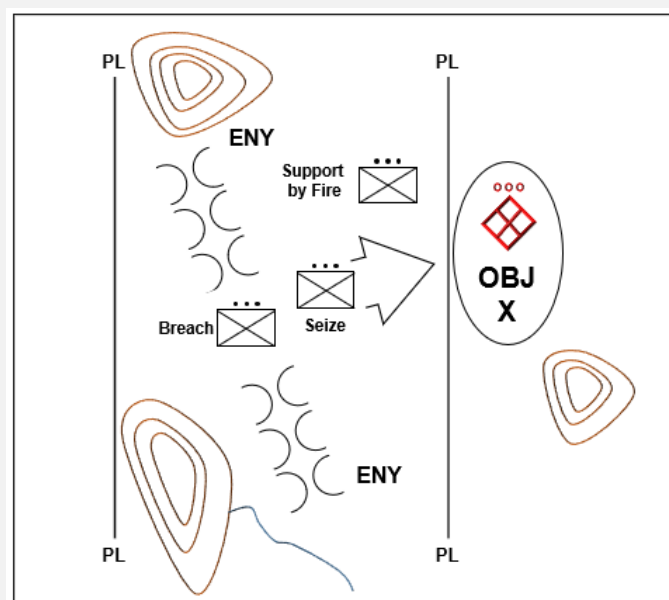 PL
PL
ENY
Support
by Fire
OBJ
X
Breach
Seize
ENY
PL
PL